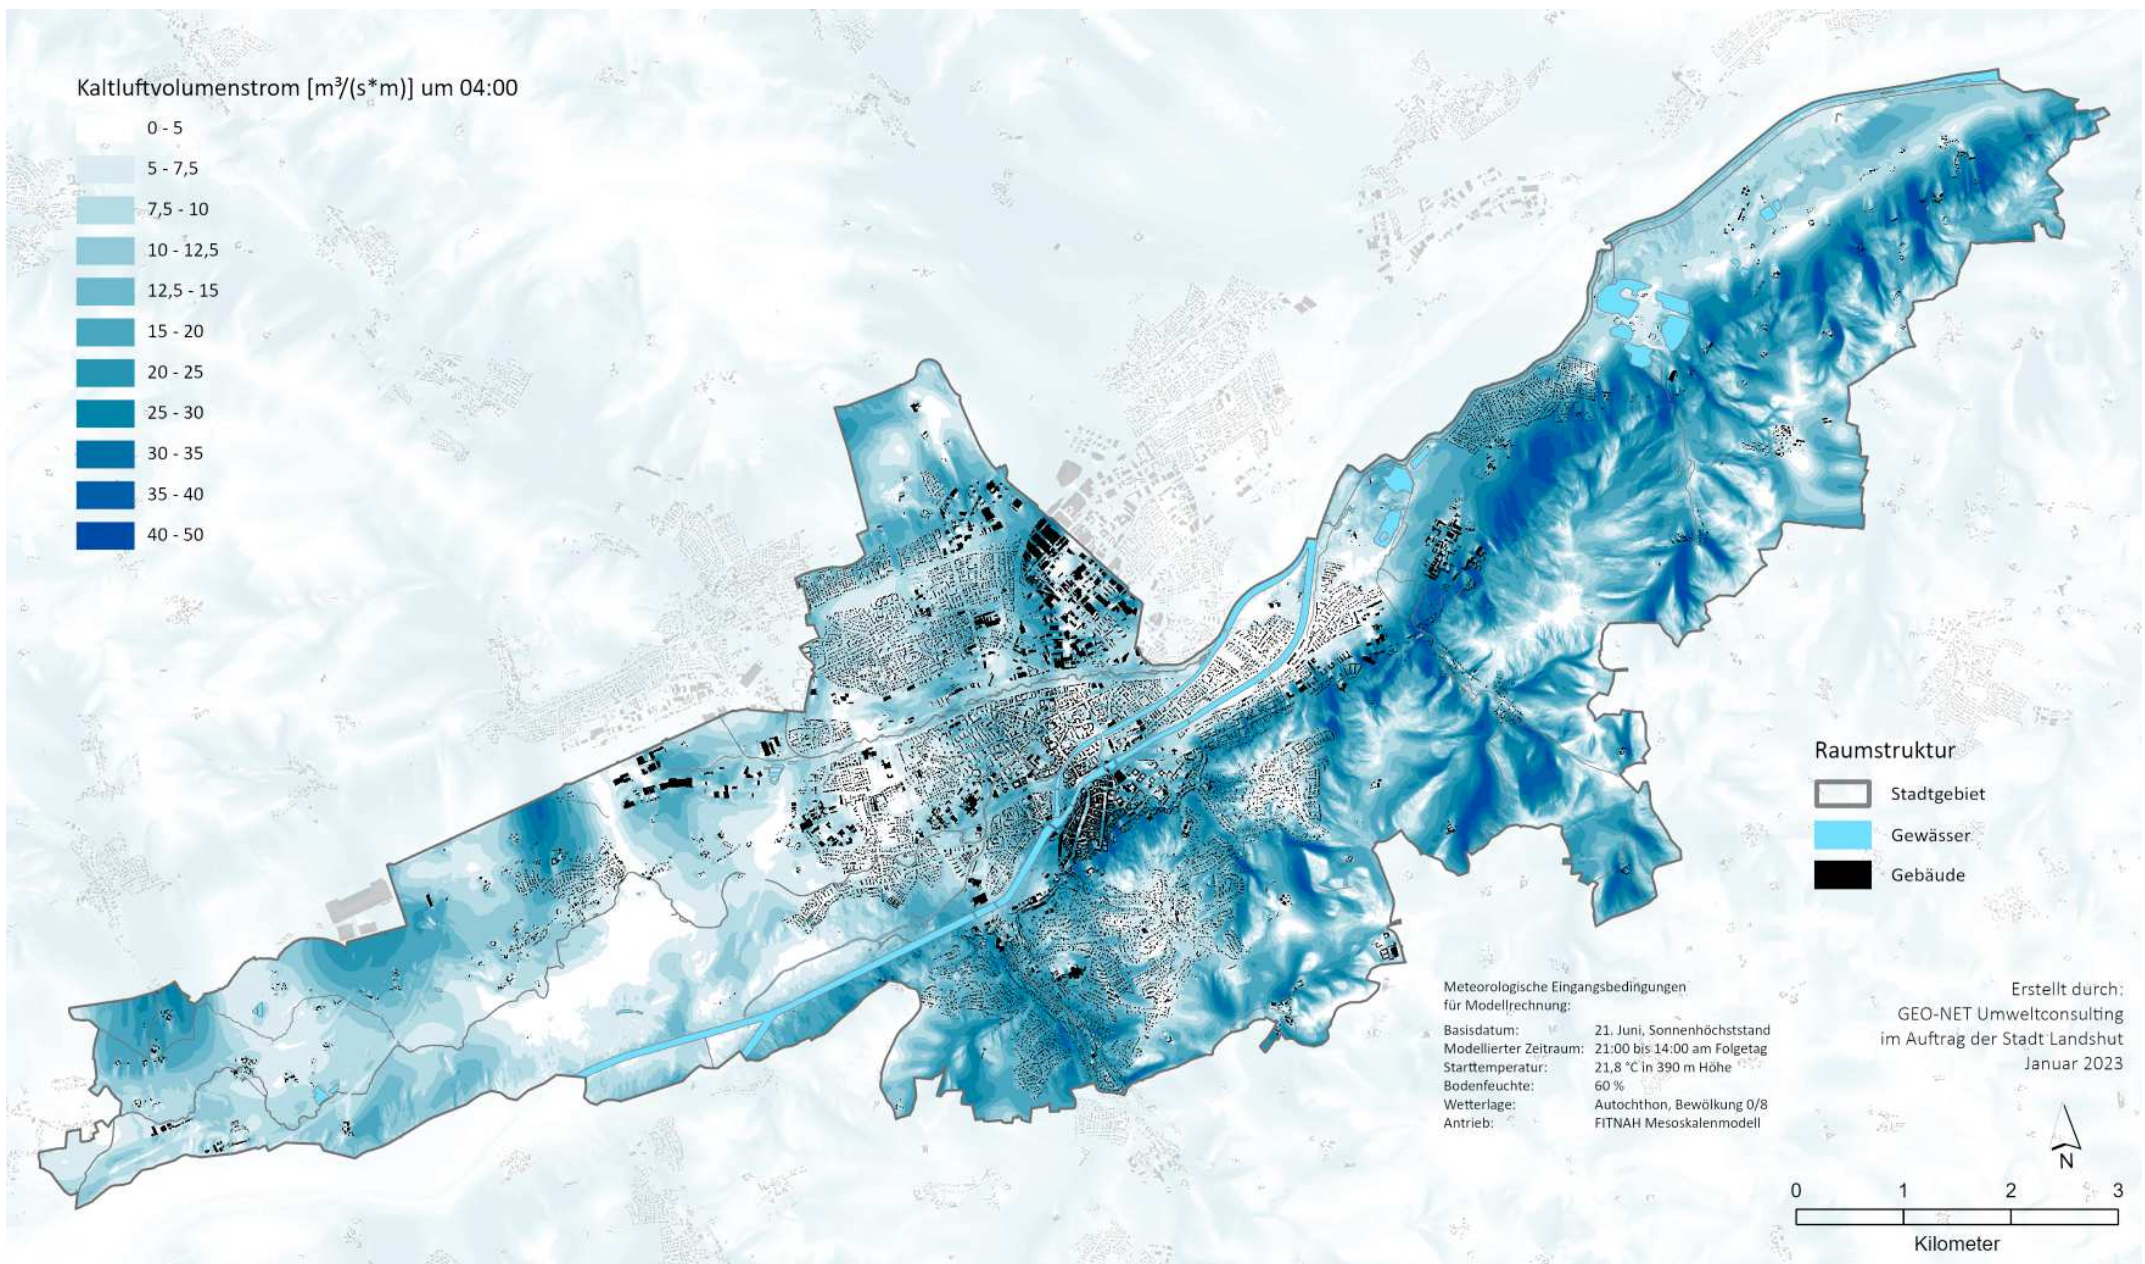 Kaltluftvolumenstrom [m³/(s*m)] um 04:00
0 - 5
5 - 7,5
7,5 - 10
10 - 12,5
12,5 - 15
15 - 20
20 - 25
25 - 30
30 - 35
35 - 40
40 - 50
Raumstruktur
Stadtgebiet
Gewässer
Gebäude
Meteorologische Eingangsbedingungen
für Modellrechnung:
Basisdatum: 21. Juni, Sonnenhöchststand
Modellierter Zeitraum: 21:00 bis 14:00 am Folgetag
Starttemperatur: 21,8 °C in 390 m Höhe
Bodenfeuchte: 60 %
Wetterlage: Autochthon, Bewölkung 0/8
Antrieb: FITNAH Mesoskalenmodell
Erstellt durch:
GEO-NET Umweltconsulting
im Auftrag der Stadt Landshut
Januar 2023
N
0 1 2 3
Kilometer